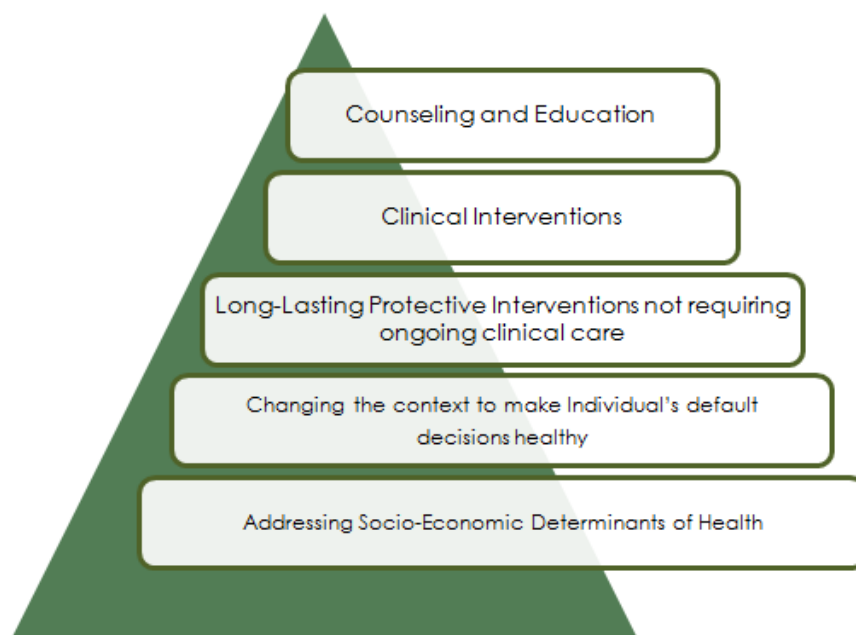 Counseling and Education
Clinical Interventions
Long-Lasting Protective Interventions not requiring
ongoing clinical care
Changing the context to make Individual's default
decisions healthy
Addressing Socio-Economic Determinants of Health